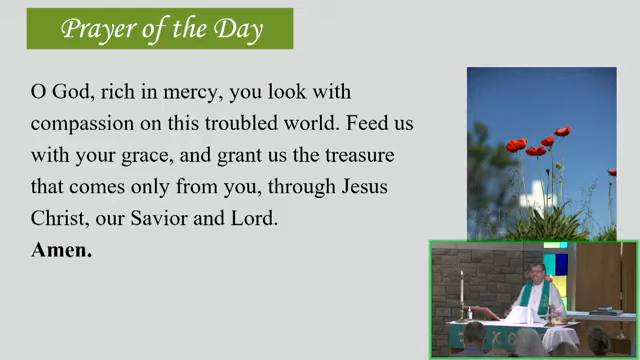 Prayer of the Day
O God, rich in mercy, you look with
compassion on this troubled world. Feed us
with your grace, and grant us the treasure
that comes only from you, through Jesus
Christ, our Savior and Lord.
Amen.